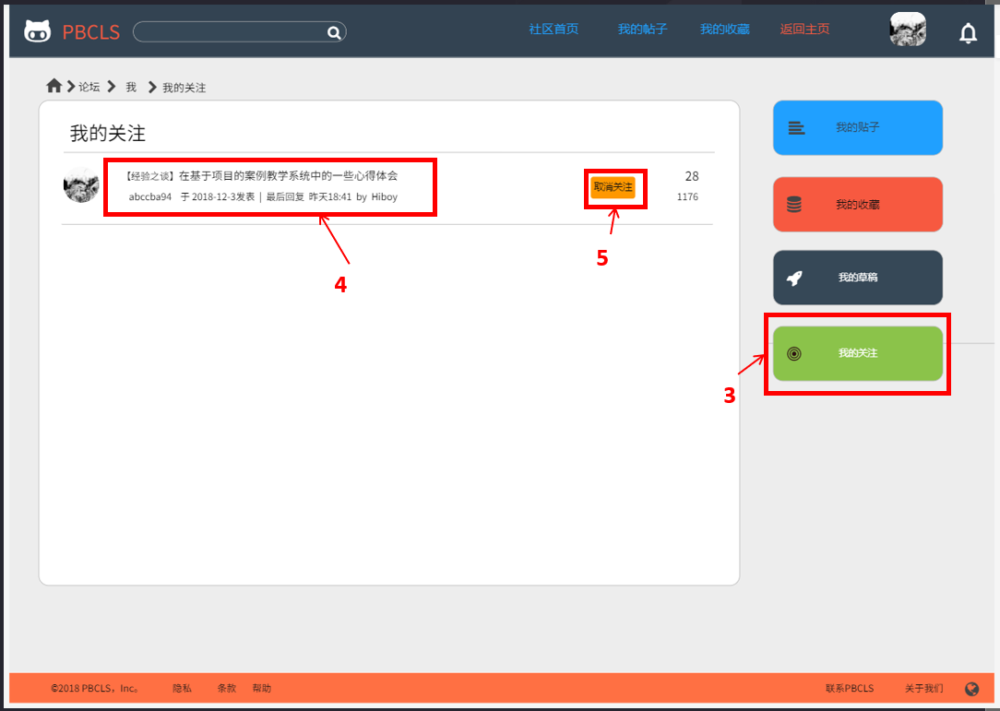 PBCLS
社区首页 我的帖子 我的收藏 返回主页
论坛 我 我的关注
我的关注
【经验之谈】在基于项目的案例教学系统中的一些心得体会
abccba94 于2018-12-3发表 | 最后回复 昨天18:41 by Hiboy
取消关注
28
1176
4
5
我的贴子
我的收藏
我的草稿
我的关注
3
©2018 PBCLS，Inc。 隐私 条款 帮助 联系PBCLS 关于我们